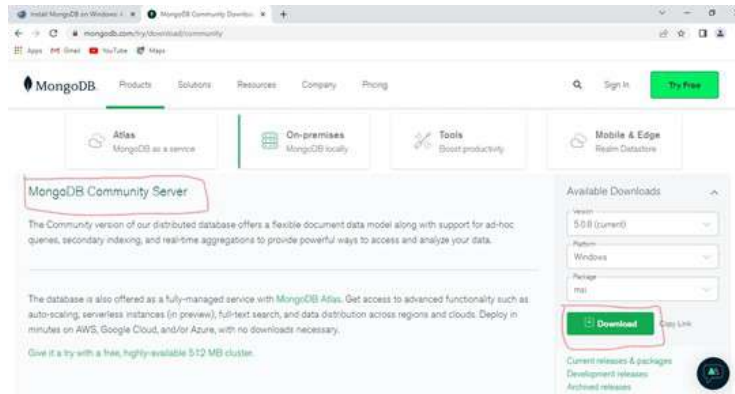 Install MongoDB on Windows
MongoDB Community Downloa
mongodb.com/try/download/community
Apps Gmail YouTube Maps
MongoDB. Products Solutions Resources Company Pricing Sign In Try Free
Atlas
MongoDB as a service
On-premises
MongoDB locally
Tools
Boost productivity
Mobile & Edge
Realm Datastore
MongoDB Community Server
The Community version of our distributed database offers a flexible document data model along with support for ad-hoc
queries, secondary indexing, and real-time aggregations to provide powerful ways to access and analyze your data.
The database is also offered as a fully-managed service with MongoDB Atlas. Get access to advanced functionality such as
auto-scaling, serverless instances (in preview), full-text search, and data distribution across regions and clouds. Deploy in
minutes on AWS, Google Cloud, and/or Azure, with no downloads necessary.
Give it a try with a free, highly-available 512 MB cluster.
Available Downloads
Version
5.0.8 (current)
Platform
Windows
Package
msi
Download Copy Link
Current releases & packages
Development releases
Archived releases